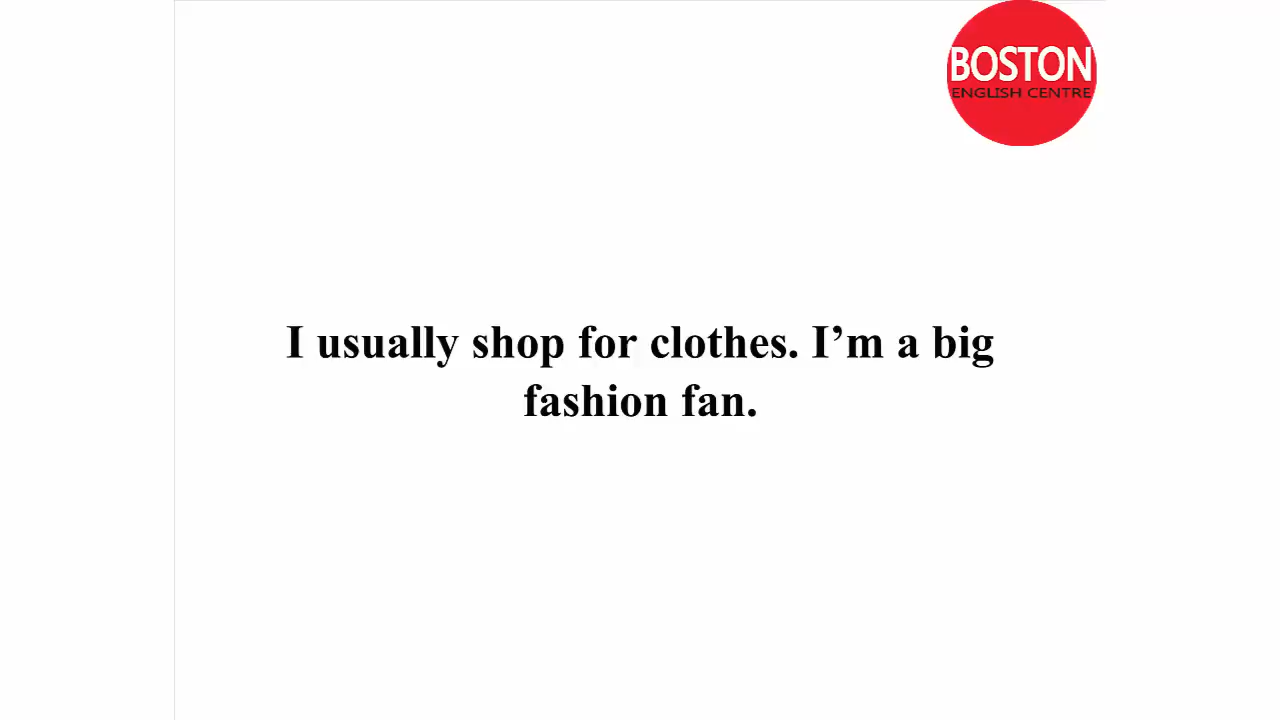 BOSTON
ENGLISH CENTRE
I usually shop for clothes. I’m a big
fashion fan.